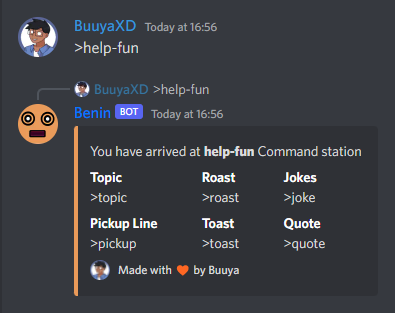 BuuyaXD Today at 16:56
>help-fun
BuuyaXD >help-fun
Benin BOT Today at 16:56
You have arrived at help-fun Command station
Topic Roast Jokes
>topic >roast >joke
Pickup Line Toast Quote
>pickup >toast >quote
Made with 🧡 by Buuya